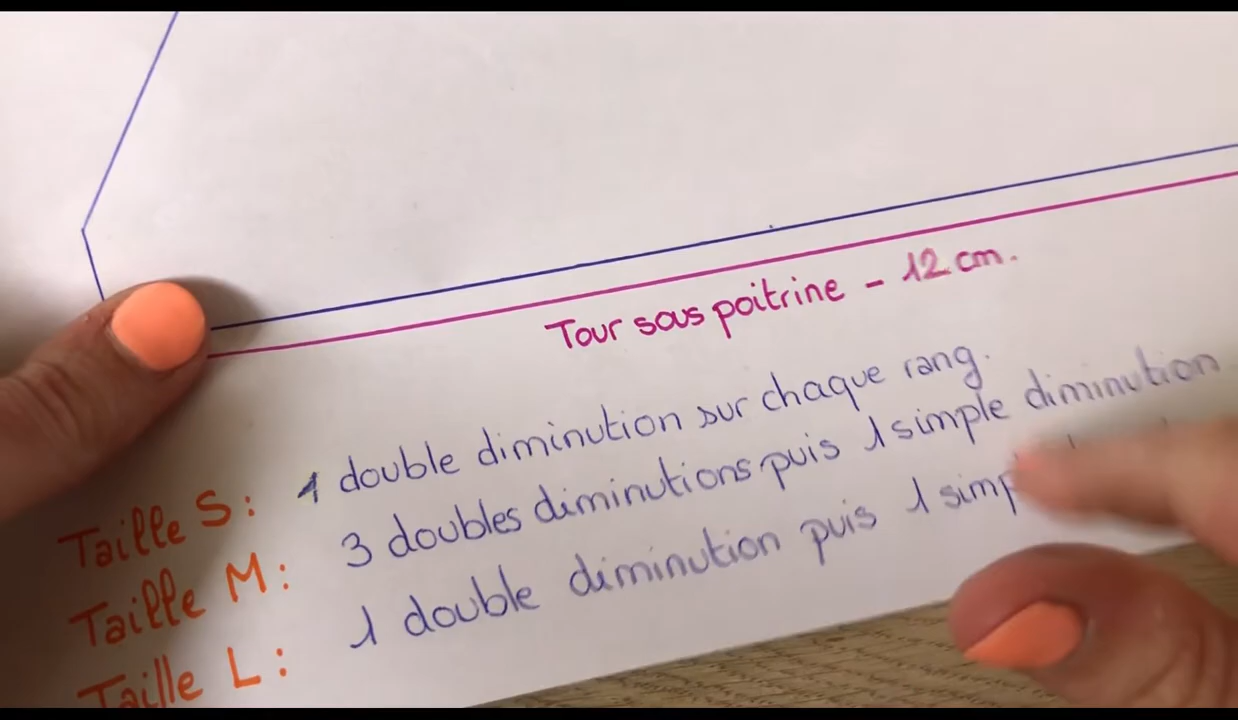 Tour sous poitrine - 12 cm.
Taille S: 1 double diminution sur chaque rang.
Taille M: 3 doubles diminutions puis 1 simple diminution
Taille L: 1 double diminution puis 1